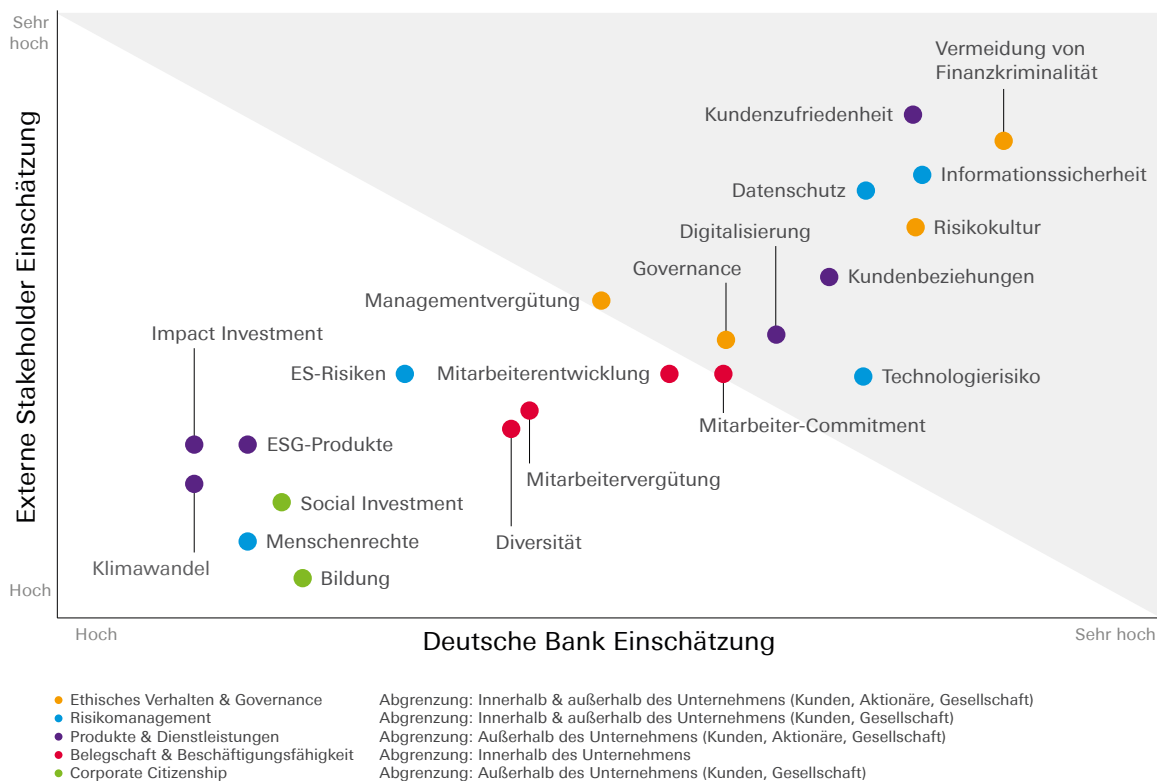 Sehr
hoch
Externe Stakeholder Einschätzung
Hoch
Vermeidung von
Finanzkriminalität
Kundenzufriedenheit
Informationssicherheit
Datenschutz
Risikokultur
Digitalisierung
Governance
Kundenbeziehungen
Managementvergütung
Impact Investment
ES-Risiken
Mitarbeiterentwicklung
Technologierisiko
Mitarbeiter-Commitment
ESG-Produkte
Mitarbeitervergütung
Social Investment
Menschenrechte
Diversität
Klimawandel
Bildung
Hoch
Deutsche Bank Einschätzung
Sehr hoch
Ethisches Verhalten & Governance Abgrenzung: Innerhalb & außerhalb des Unternehmens (Kunden, Aktionäre, Gesellschaft)
Risikomanagement Abgrenzung: Innerhalb & außerhalb des Unternehmens (Kunden, Gesellschaft)
Produkte & Dienstleistungen Abgrenzung: Außerhalb des Unternehmens (Kunden, Aktionäre, Gesellschaft)
Belegschaft & Beschäftigungsfähigkeit Abgrenzung: Innerhalb des Unternehmens
Corporate Citizenship Abgrenzung: Außerhalb des Unternehmens (Kunden, Gesellschaft)